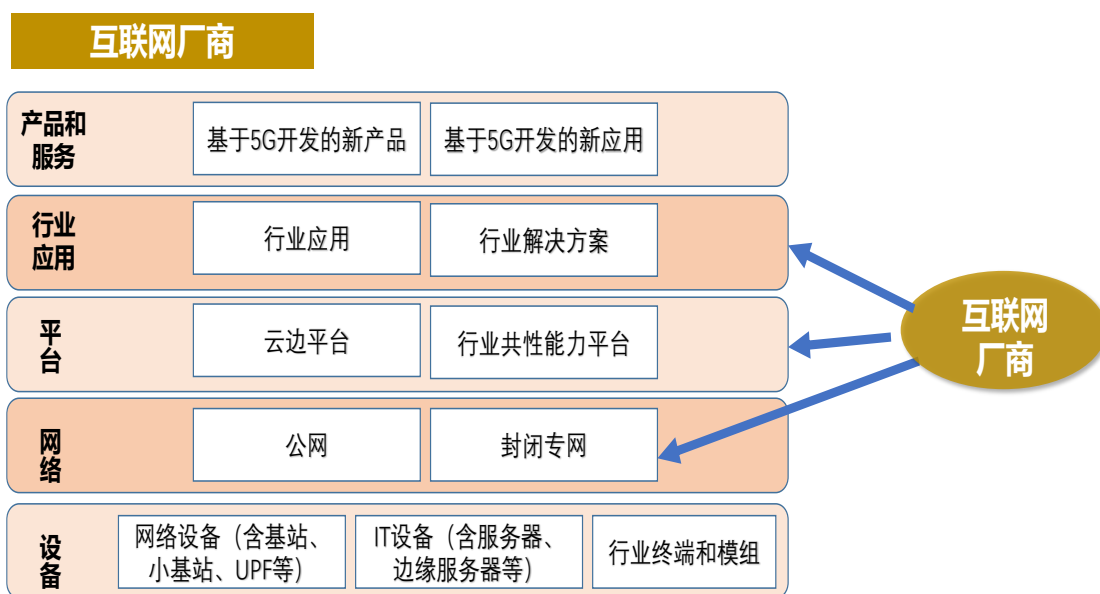 互联网厂商
产品和
服务
基于5G开发的新产品
基于5G开发的新应用
行业
应用
行业应用
行业解决方案
平
台
云边平台
行业共性能力平台
互联网
厂商
网
络
公网
封闭专网
设
备
网络设备（含基站、
小基站、UPF等）
IT设备（含服务器、
边缘服务器等）
行业终端和模组